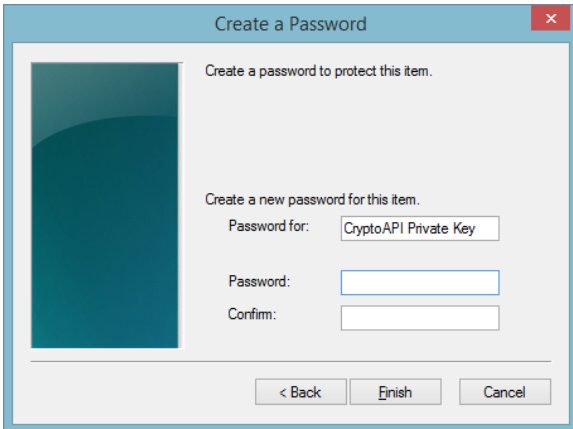 Create a Password
Create a password to protect this item.
Create a new password for this item.
Password for: CryptoAPI Private Key
Password:
Confirm:
< Back Finish Cancel